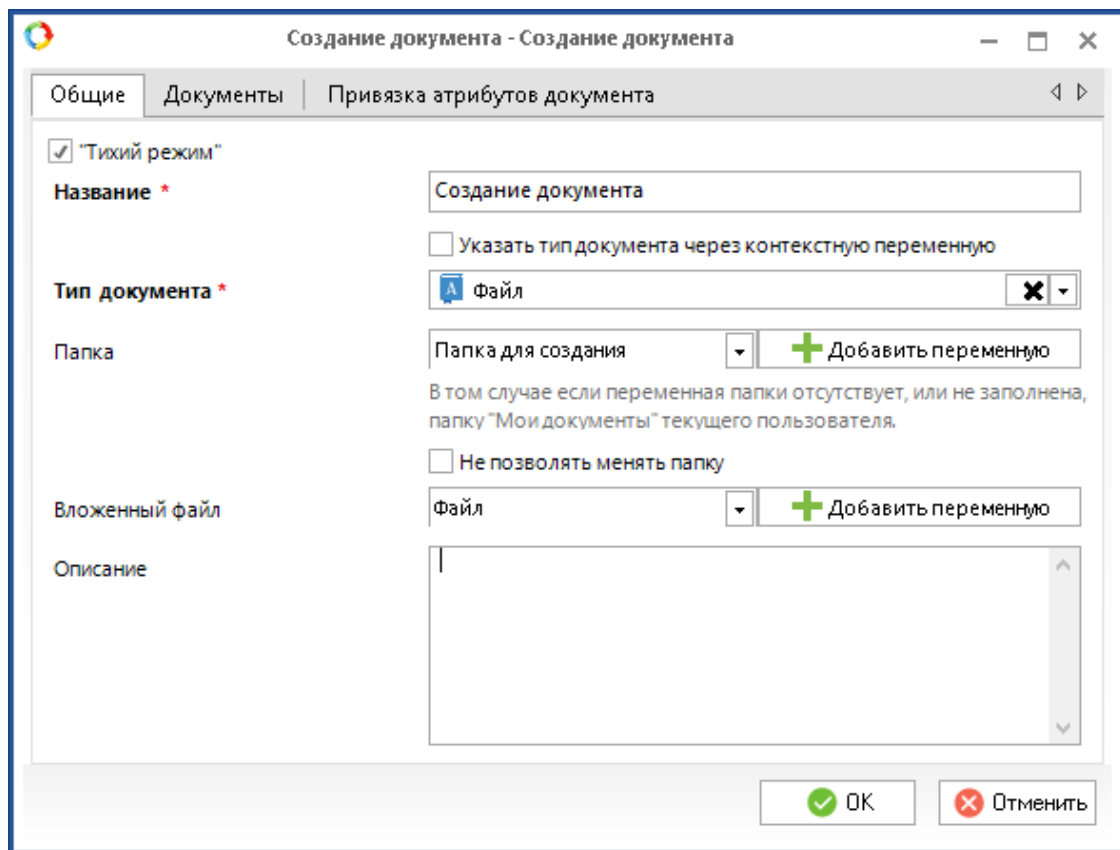 Создание документа - Создание документа
Общие Документы Привязка атрибутов документа
"Тихий режим"
Название * Создание документа
Указать тип документа через контекстную переменную
Тип документа * Файл
Папка Папка для создания Добавить переменную
В том случае если переменная папки отсутствует, или не заполнена,
папку "Мои документы" текущего пользователя.
Не позволять менять папку
Вложенный файл Файл Добавить переменную
Описание
ОК Отменить